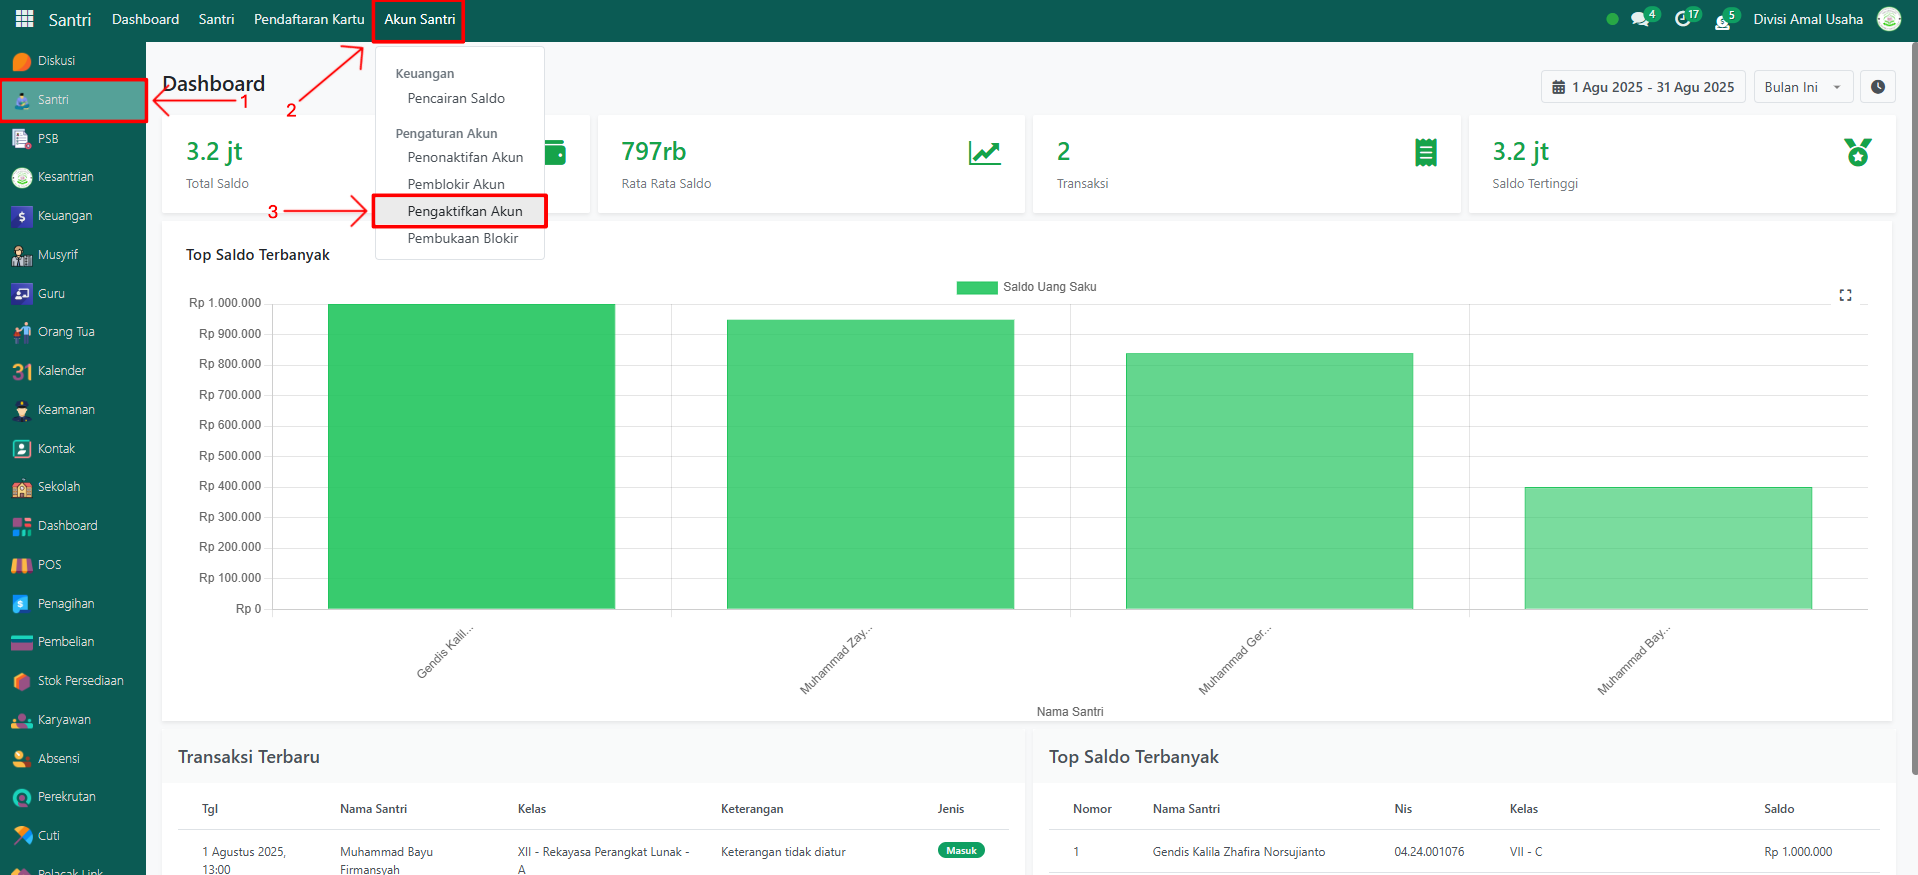 Santri Dashboard Santri Pendaftaran Kartu Akun Santri 4 17 5 Divisi Amal Usaha
Diskusi
Santri
PSB
Kesantrian
Keuangan
Musyrif
Guru
Orang Tua
31 Kalender
Keamanan
Kontak
Sekolah
Dashboard
POS
Penagihan
Pembelian
Stok Persediaan
Karyawan
Absensi
Perekrutan
Cuti
Pelacak Link
1
2
3
Keuangan
Pencairan Saldo
Pengaturan Akun
Penonaktifan Akun
Pemblokir Akun
Pengaktifkan Akun
Pembukaan Blokir
Dashboard
1 Agu 2025 - 31 Agu 2025 Bulan Ini
3.2 jt
Total Saldo
797rb
Rata Rata Saldo
2
Transaksi
3.2 jt
Saldo Tertinggi
Top Saldo Terbanyak
Saldo Uang Saku
Rp 1.000.000
Rp 900.000
Rp 800.000
Rp 700.000
Rp 600.000
Rp 500.000
Rp 400.000
Rp 300.000
Rp 200.000
Rp 100.000
Rp 0
Gendis Kalil...
Muhammad Zay...
Muhammad Ger...
Muhammad Bay...
Nama Santri
Transaksi Terbaru
Tgl Nama Santri Kelas Keterangan Jenis
1 Agustus 2025, Muhammad Bayu XII - Rekayasa Perangkat Lunak - Keterangan tidak diatur Masuk
13:00 Firmansyah A
Top Saldo Terbanyak
Nomor Nama Santri Nis Kelas Saldo
1 Gendis Kalila Zhafira Norsujianto 04.24.001076 VII - C Rp 1.000.000